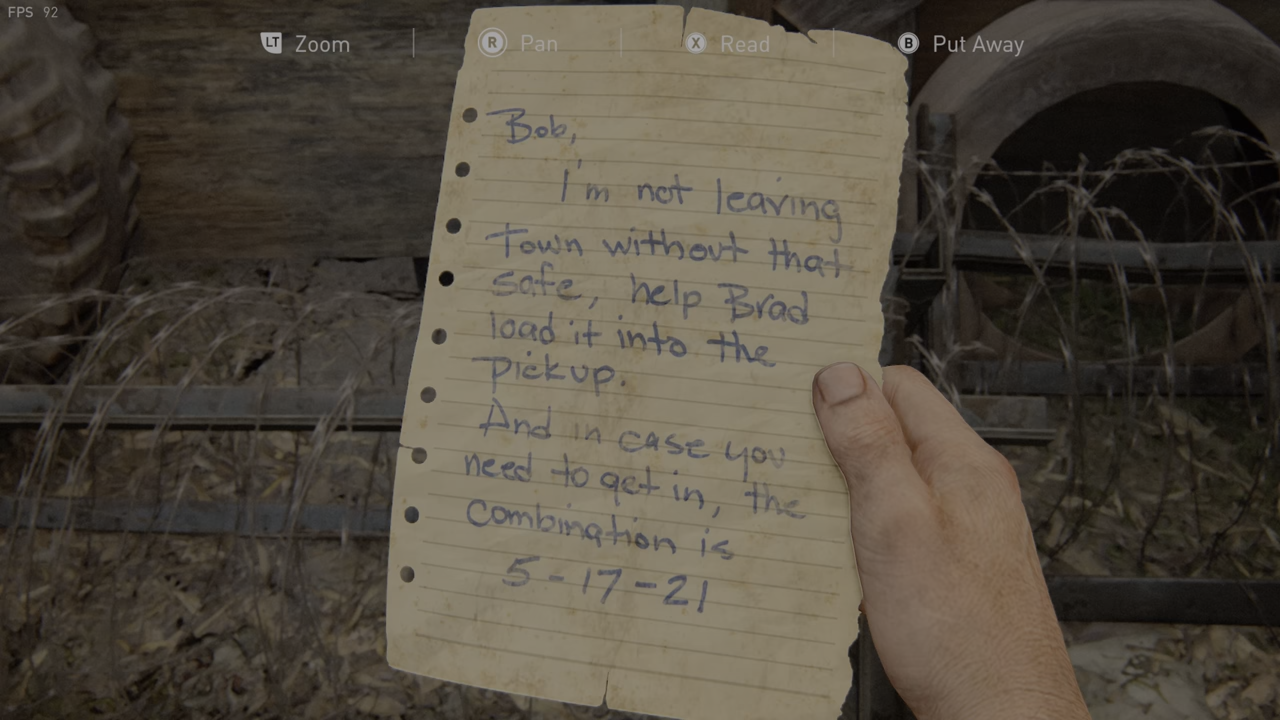 FPS 92
LT Zoom R Pan X Read B Put Away
Bob,
I'm not leaving
Town without that
safe, help Brad
load it into the
pickup.
And in case you
need to get in, the
combination is
5-17-21